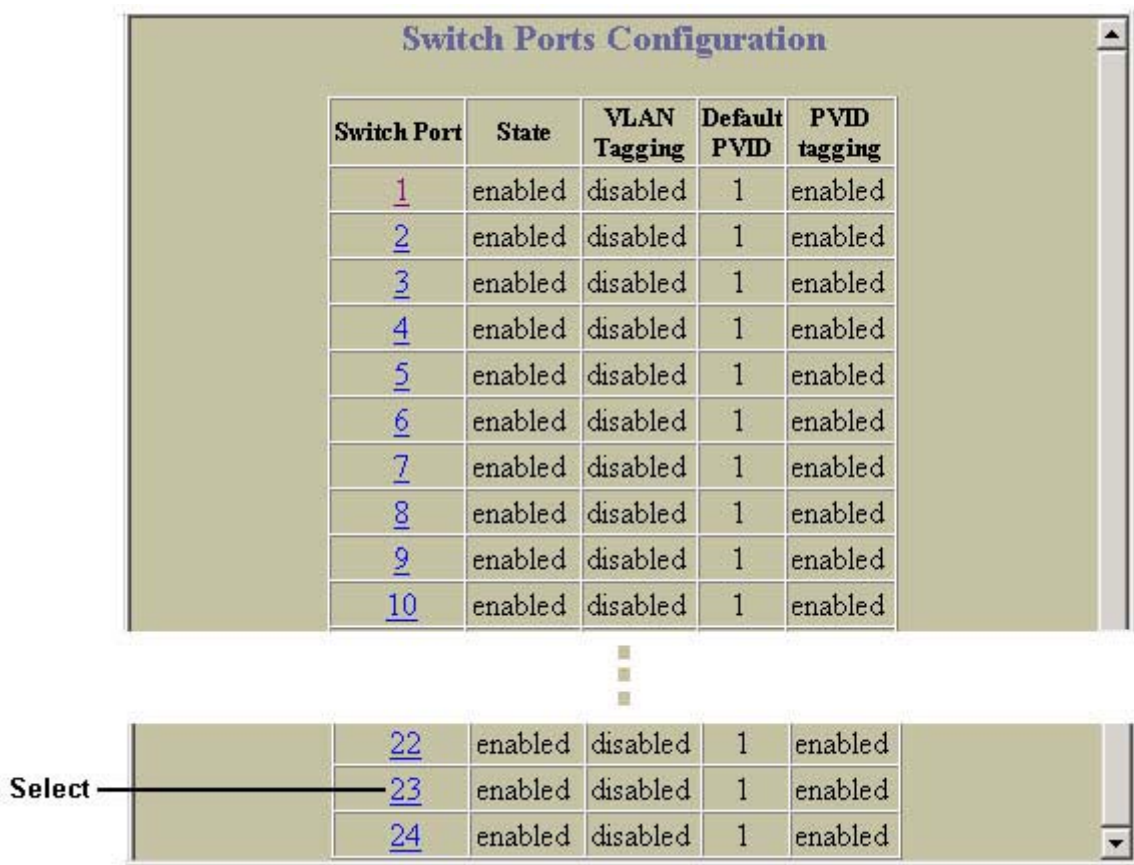 Switch Ports Configuration
Switch Port State VLAN Tagging Default PVID PVID tagging
1 enabled disabled 1 enabled
2 enabled disabled 1 enabled
3 enabled disabled 1 enabled
4 enabled disabled 1 enabled
5 enabled disabled 1 enabled
6 enabled disabled 1 enabled
7 enabled disabled 1 enabled
8 enabled disabled 1 enabled
9 enabled disabled 1 enabled
10 enabled disabled 1 enabled
22 enabled disabled 1 enabled
Select 23 enabled disabled 1 enabled
24 enabled disabled 1 enabled